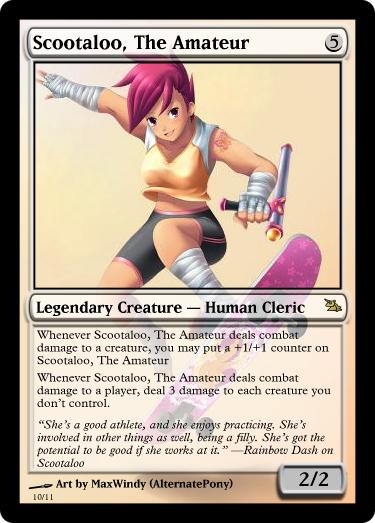 Scootaloo, The Amateur
5
Legendary Creature — Human Cleric
Whenever Scootaloo, The Amateur deals combat
damage to a creature, you may put a +1/+1 counter on
Scootaloo, The Amateur
Whenever Scootaloo, The Amateur deals combat
damage to a player, deal 3 damage to each creature you
don't control.
“She's a good athlete, and she enjoys practicing. She's
involved in other things as well, being a filly. She's got the
potential to be good if she works at it.” —Rainbow Dash on
Scootaloo
2/2
Art by MaxWindy (AlternatePony)
10/11